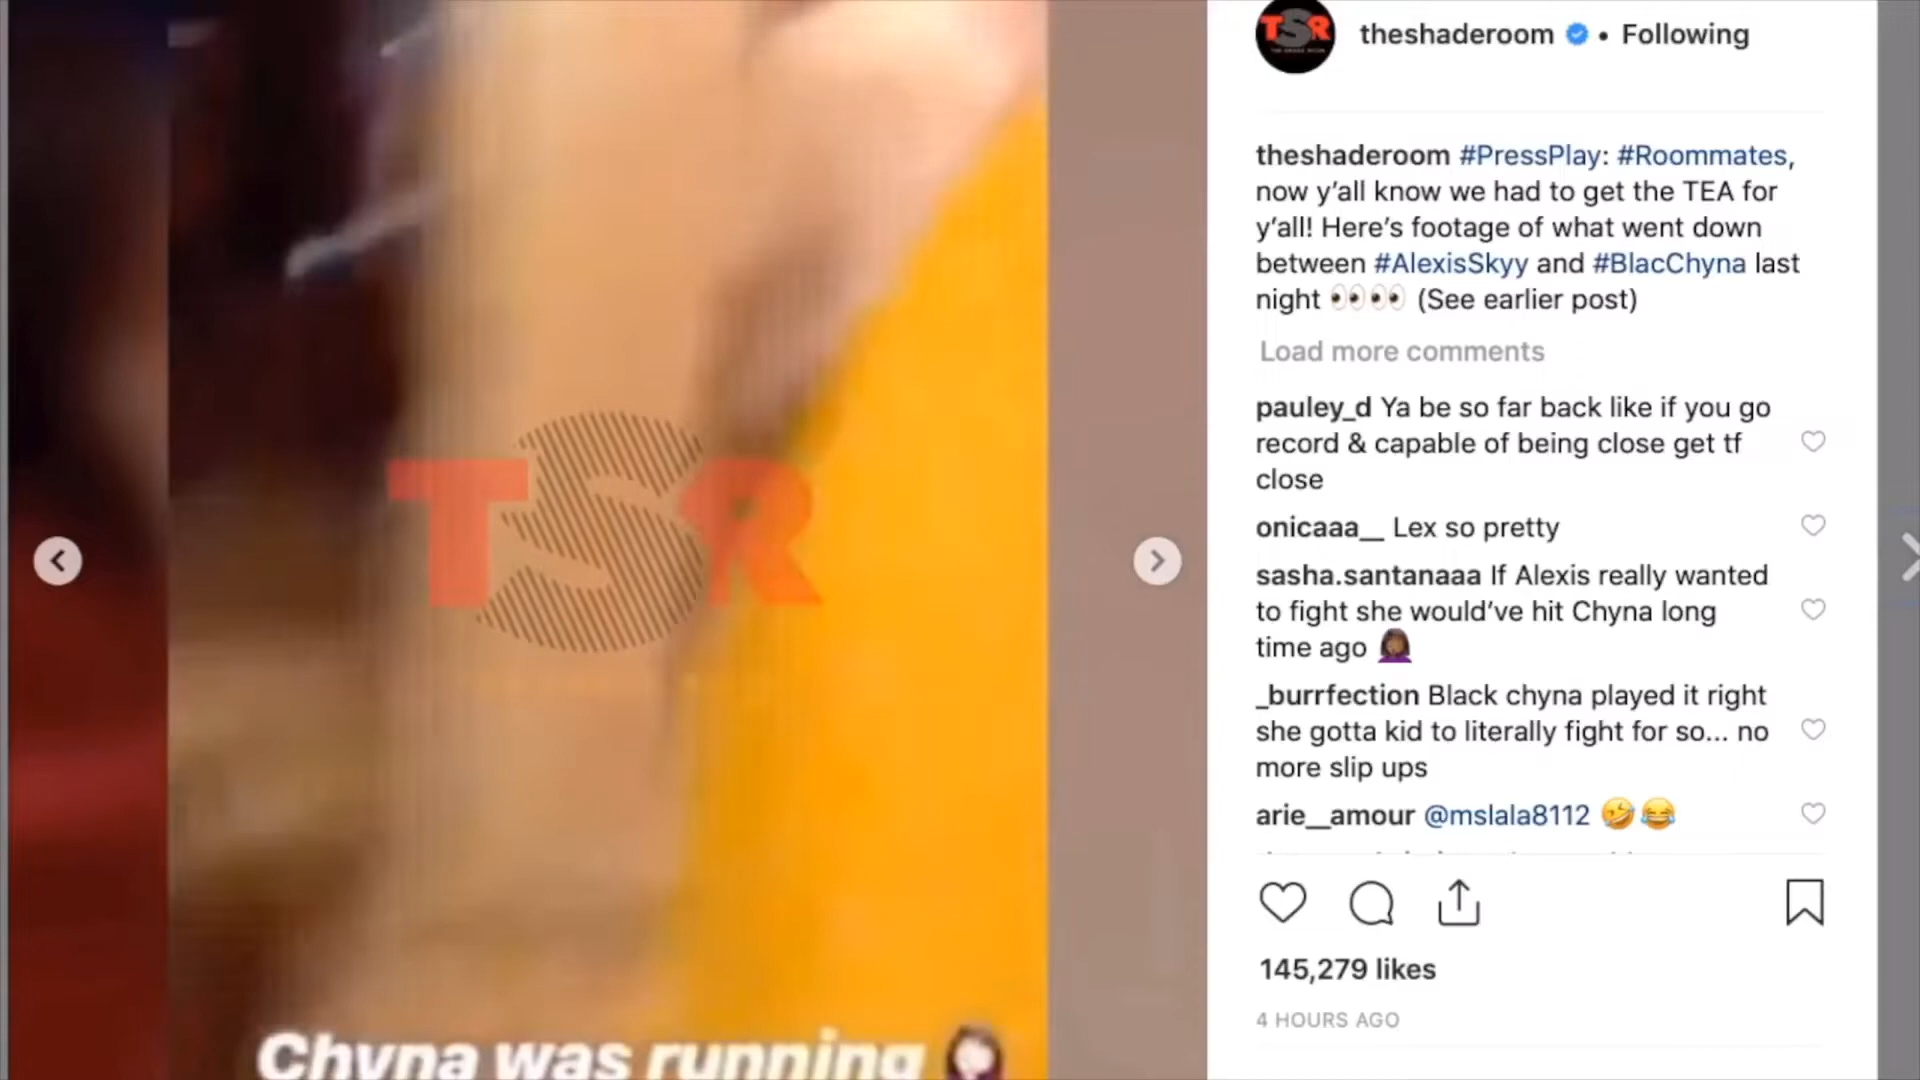 TSR
theshaderoom • Following
theshaderoom #PressPlay: #Roommates,
now y’all know we had to get the TEA for
y’all! Here’s footage of what went down
between #AlexisSkyy and #BlacChyna last
night 👀👀 (See earlier post)
Load more comments
pauley_d Ya be so far back like if you go
record & capable of being close get tf
close
onicaaa__ Lex so pretty
sasha.santanaaa If Alexis really wanted
to fight she would’ve hit Chyna long
time ago 🤦🏾‍♀️
_burrfection Black chyna played it right
she gotta kid to literally fight for so... no
more slip ups
arie__amour @mslala8112 🤣😂
145,279 likes
4 HOURS AGO
TSR
Chyna was running